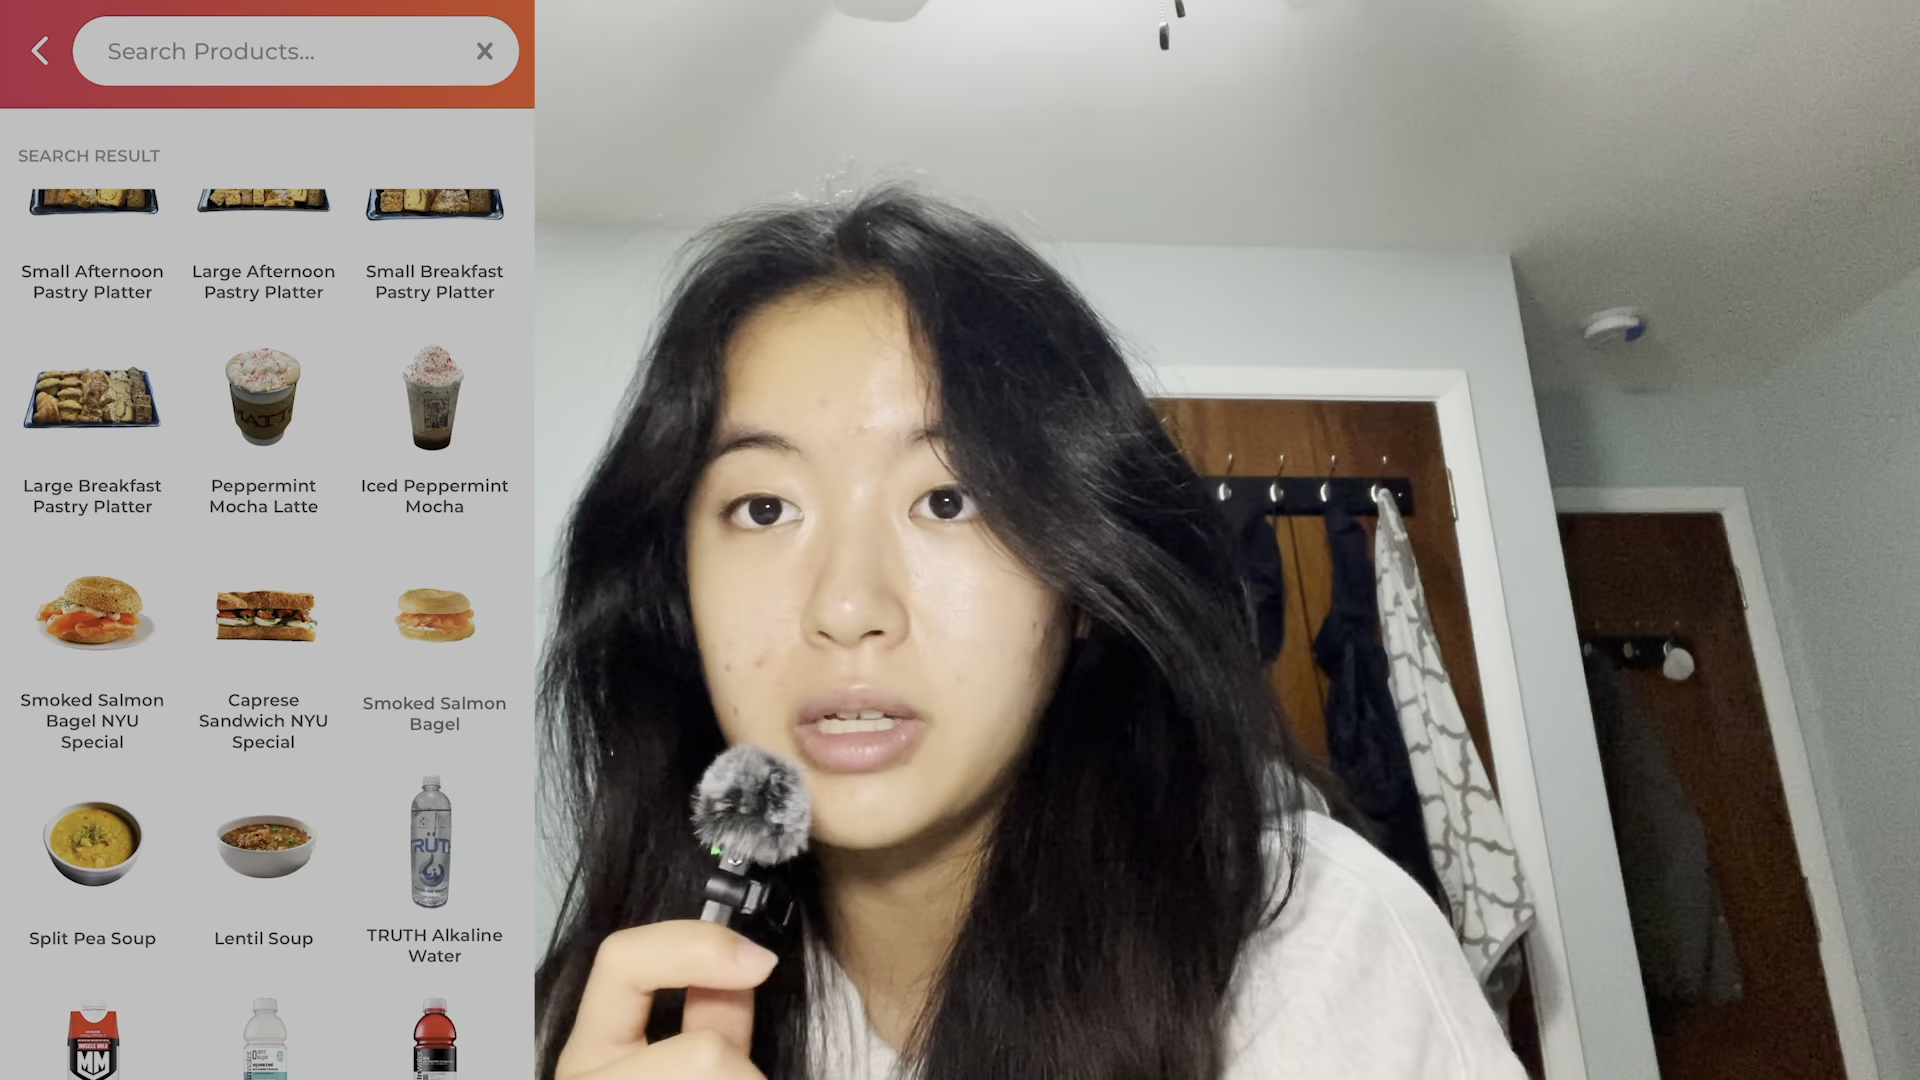 Search Products...
SEARCH RESULT
Small Afternoon
Pastry Platter
Large Afternoon
Pastry Platter
Small Breakfast
Pastry Platter
Large Breakfast
Pastry Platter
Peppermint
Mocha Latte
Iced Peppermint
Mocha
Smoked Salmon
Bagel NYU
Special
Caprese
Sandwich NYU
Special
Smoked Salmon
Bagel
Split Pea Soup
Lentil Soup
TRUTH Alkaline
Water
MUSCLE MILK